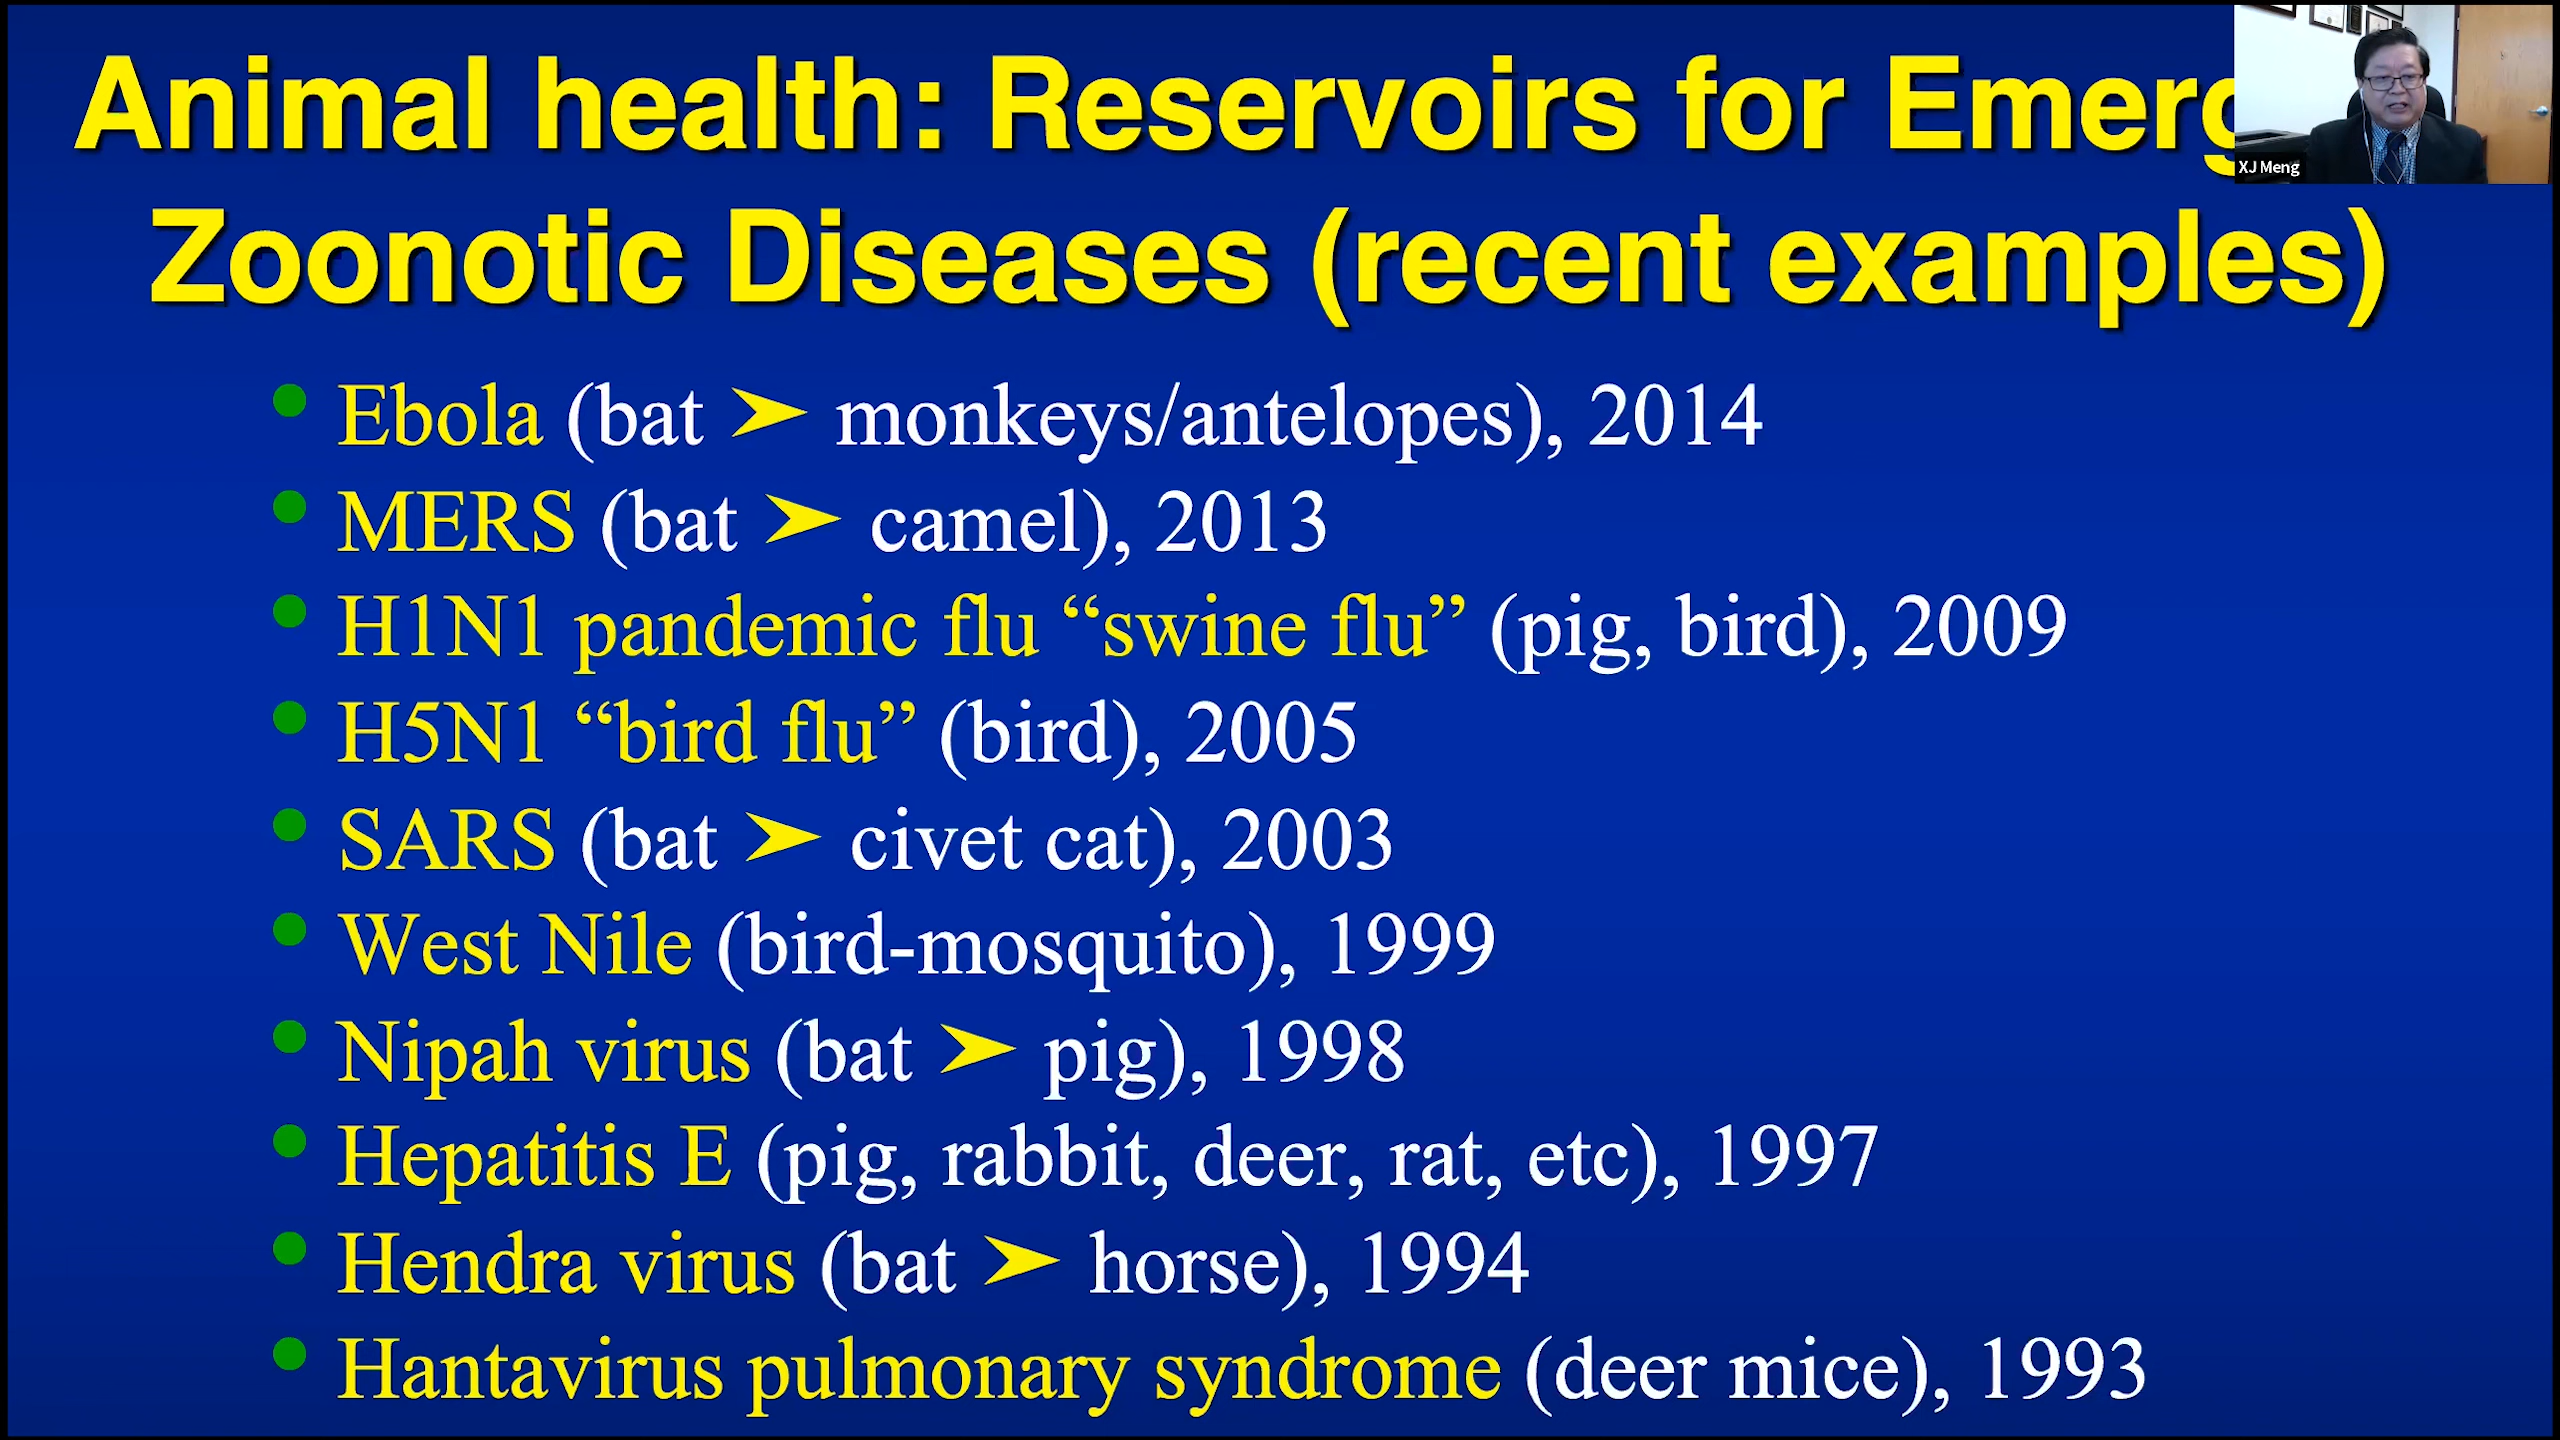 Animal health: Reservoirs for Emerg
XJ Meng
Zoonotic Diseases (recent examples)
• Ebola (bat ➤ monkeys/antelopes), 2014
• MERS (bat ➤ camel), 2013
• H1N1 pandemic flu “swine flu” (pig, bird), 2009
• H5N1 “bird flu” (bird), 2005
• SARS (bat ➤ civet cat), 2003
• West Nile (bird-mosquito), 1999
• Nipah virus (bat ➤ pig), 1998
• Hepatitis E (pig, rabbit, deer, rat, etc), 1997
• Hendra virus (bat ➤ horse), 1994
• Hantavirus pulmonary syndrome (deer mice), 1993